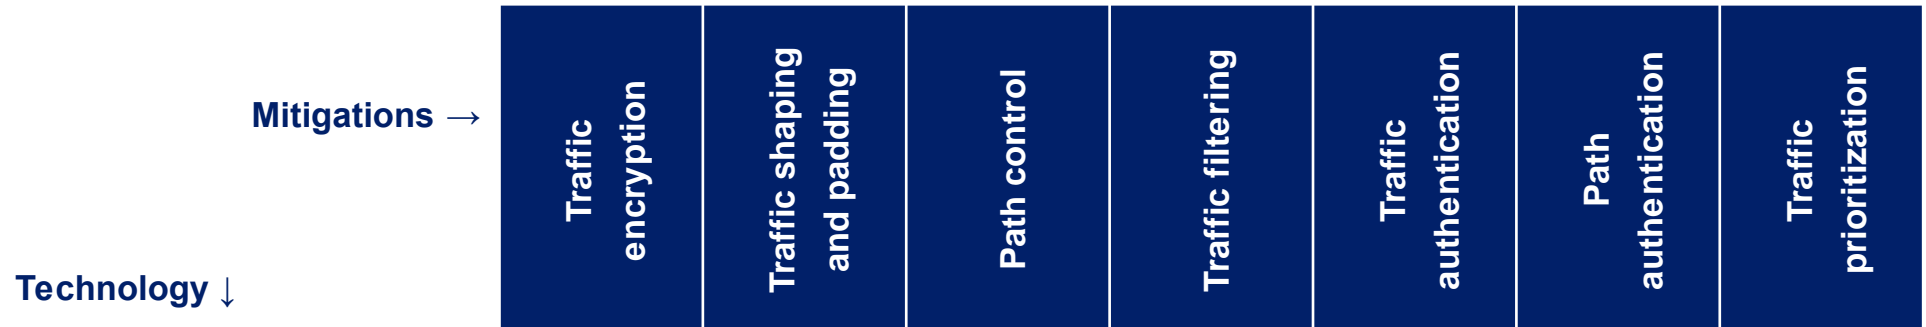 Mitigations →
Technology ↓
Traffic
encryption
Traffic shaping
and padding
Path control
Traffic filtering
Traffic
authentication
Path
authentication
Traffic
prioritization